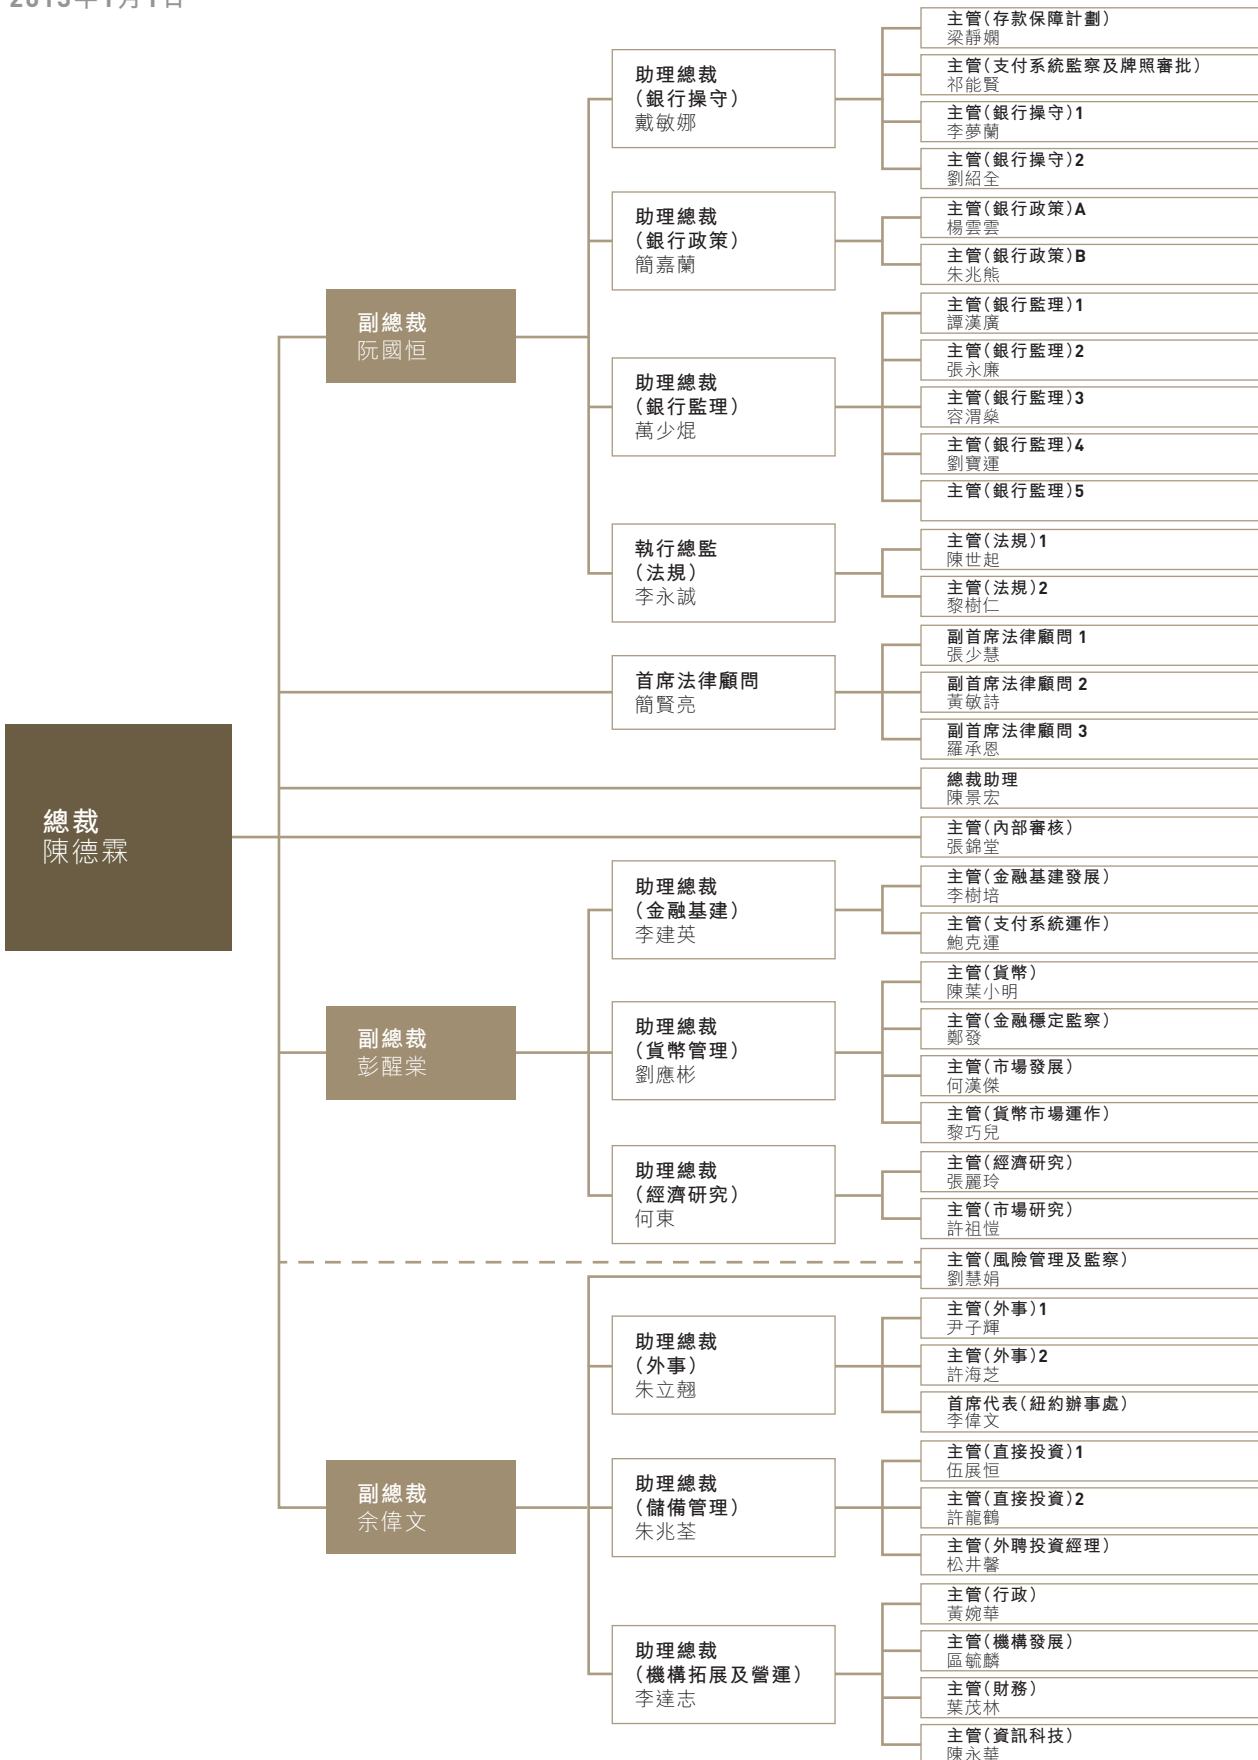 總裁
陳德霖
副總裁
阮國恒
助理總裁
（銀行操守）
戴敏娜
主管（存款保障計劃）
梁靜嫻
主管（支付系統監察及牌照審批）
祁能賢
主管（銀行操守）1
李夢蘭
主管（銀行操守）2
劉紹全
助理總裁
（銀行政策）
簡嘉蘭
主管（銀行政策）A
楊雲雲
主管（銀行政策）B
朱兆熊
助理總裁
（銀行監理）
萬少焜
主管（銀行監理）1
譚漢廣
主管（銀行監理）2
張永廉
主管（銀行監理）3
容渭燊
主管（銀行監理）4
劉寶運
主管（銀行監理）5
執行總監
（法規）
李永誠
主管（法規）1
陳世起
主管（法規）2
黎樹仁
首席法律顧問
簡賢亮
副首席法律顧問 1
張少慧
副首席法律顧問 2
黃敏詩
副首席法律顧問 3
羅承恩
總裁助理
陳景宏
主管（內部審核）
張錦堂
副總裁
彭醒棠
助理總裁
（金融基建）
李建英
主管（金融基建發展）
李樹培
主管（支付系統運作）
鮑克運
助理總裁
（貨幣管理）
劉應彬
主管（貨幣）
陳葉小明
主管（金融穩定監察）
鄭發
主管（市場發展）
何漢傑
主管（貨幣市場運作）
黎巧兒
助理總裁
（經濟研究）
何東
主管（經濟研究）
張麗玲
主管（市場研究）
許祖愷
主管（風險管理及監察）
劉慧娟
副總裁
余偉文
助理總裁
（外事）
朱立翹
主管（外事）1
尹子輝
主管（外事）2
許海芝
首席代表（紐約辦事處）
李偉文
助理總裁
（儲備管理）
朱兆荃
主管（直接投資）1
伍展恒
主管（直接投資）2
許龍鶴
主管（外聘投資經理）
松井馨
助理總裁
（機構拓展及營運）
李達志
主管（行政）
黃婉華
主管（機構發展）
區毓麟
主管（財務）
葉茂林
主管（資訊科技）
陳永華